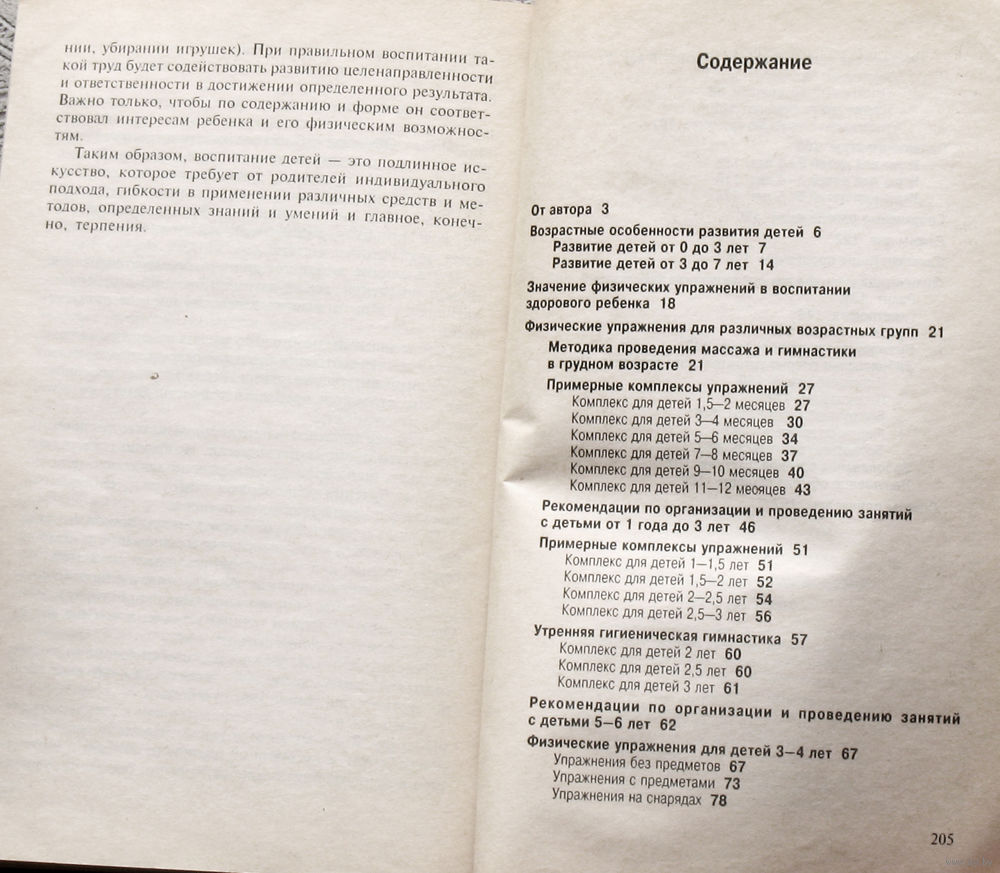 нии, убирании игрушек). При правильном воспитании та-
кой труд будет содействовать развитию целенаправленности
и ответственности в достижении определенного результата.
Важно только, чтобы по содержанию и форме он соответ-
ствовал интересам ребенка и его физическим возможнос-
тям.
Таким образом, воспитание детей — это подлинное ис-
кусство, которое требует от родителей индивидуального
подхода, гибкости в применении различных средств и ме-
тодов, определенных знаний и умений и главное, конеч-
но, терпения.
Содержание
От автора 3
Возрастные особенности развития детей 6
Развитие детей от 0 до 3 лет 7
Развитие детей от 3 до 7 лет 14
Значение физических упражнений в воспитании
здорового ребенка 18
Физические упражнения для различных возрастных групп 21
Методика проведения массажа и гимнастики
в грудном возрасте 21
Примерные комплексы упражнений 27
Комплекс для детей 1,5—2 месяцев 27
Комплекс для детей 3—4 месяцев 30
Комплекс для детей 5—6 месяцев 34
Комплекс для детей 7—8 месяцев 37
Комплекс для детей 9—10 месяцев 40
Комплекс для детей 11—12 месяцев 43
Рекомендации по организации и проведению занятий
с детьми от 1 года до 3 лет 46
Примерные комплексы упражнений 51
Комплекс для детей 1—1,5 лет 51
Комплекс для детей 1,5—2 лет 52
Комплекс для детей 2—2,5 лет 54
Комплекс для детей 2,5—3 лет 56
Утренняя гигиеническая гимнастика 57
Комплекс для детей 2 лет 60
Комплекс для детей 2,5 лет 60
Комплекс для детей 3 лет 61
Рекомендации по организации и проведению занятий
с детьми 5—6 лет 62
Физические упражнения для детей 3—4 лет 67
Упражнения без предметов 67
Упражнения с предметами 73
Упражнения на снарядах 78
205